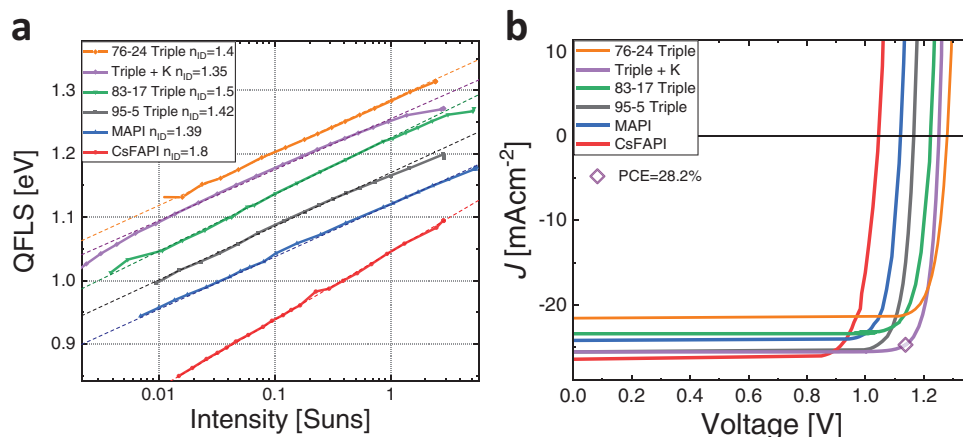 a
76-24 Triple n_ID=1.4
Triple + K n_ID=1.35
83-17 Triple n_ID=1.5
95-5 Triple n_ID=1.42
MAPI n_ID=1.39
CsFAPI n_ID=1.8
QFLS [eV]
1.3
1.2
1.1
1.0
0.9
0.01
0.1
1
Intensity [Suns]
b
76-24 Triple
Triple + K
83-17 Triple
95-5 Triple
MAPI
CsFAPI
PCE=28.2%
J [mAcm⁻²]
10
0
-10
-20
-30
0.0
0.2
0.4
0.6
0.8
1.0
1.2
Voltage [V]